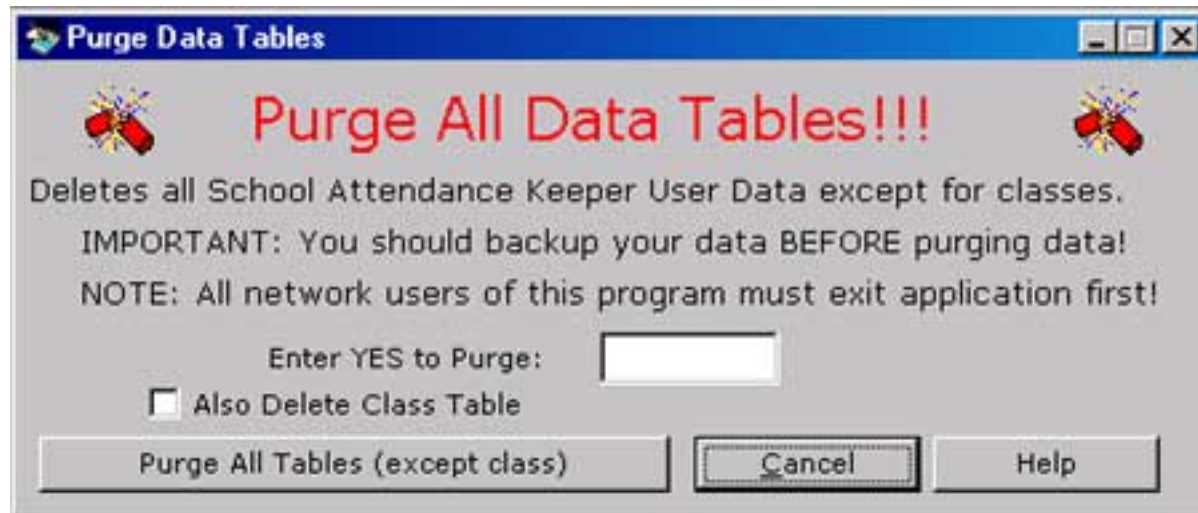 Purge Data Tables
Purge All Data Tables!!!
Deletes all School Attendance Keeper User Data except for classes.
IMPORTANT: You should backup your data BEFORE purging data!
NOTE: All network users of this program must exit application first!
Enter YES to Purge:
Also Delete Class Table
Purge All Tables (except class) Cancel Help